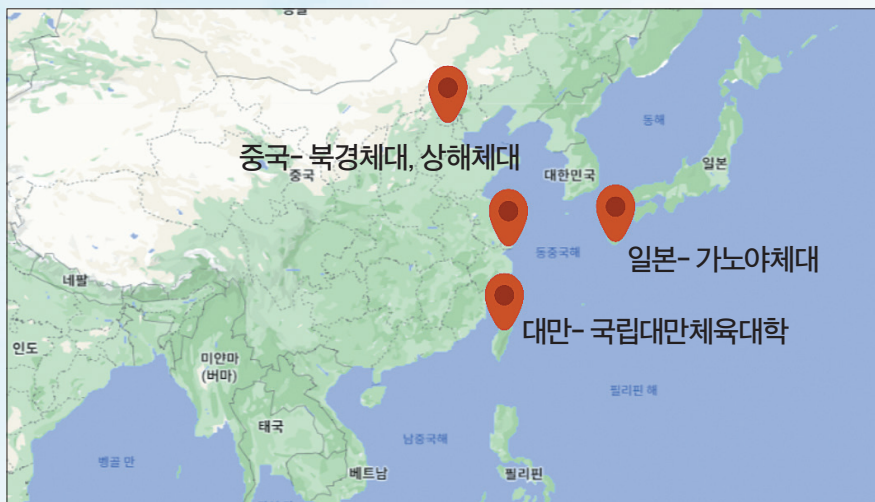 몽골
중국- 북경체대, 상해체대
중국
대한민국
동해
일본
동중국해
일본- 가노야체대
네팔
인도
미얀마
(버마)
대만- 국립대만체육대학
필리핀 해
태국
벵골 만
남중국해
베트남
필리핀